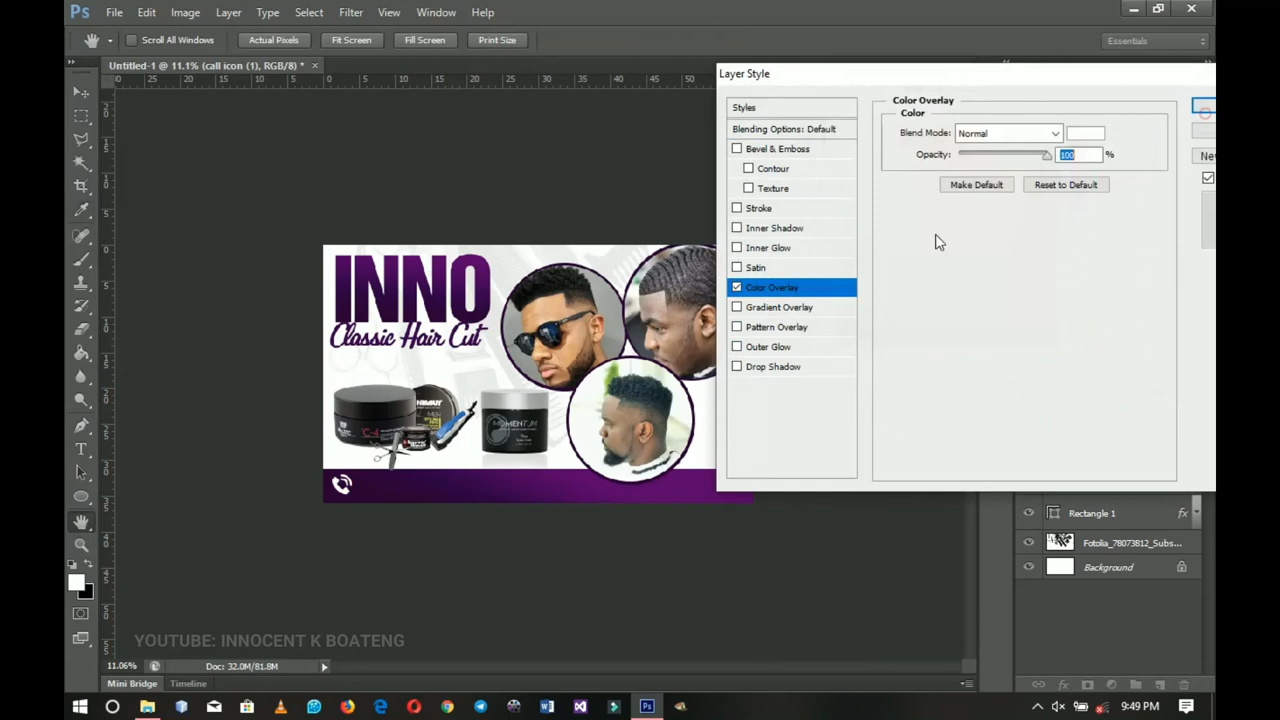 Ps File Edit Image Layer Type Select Filter View Window Help
Scroll All Windows Actual Pixels Fit Screen Fill Screen Print Size Essentials
Untitled-1 @ 11.1% (call icon (1), RGB/8) *
Layer Style
Styles
Blending Options: Default
Bevel & Emboss
Contour
Texture
Stroke
Inner Shadow
Inner Glow
Satin
Color Overlay
Gradient Overlay
Pattern Overlay
Outer Glow
Drop Shadow
Color Overlay
Color
Blend Mode: Normal
Opacity: 100 %
Make Default Reset to Default
INNO
Classic Hair Cut
MOMENTUM
Rectangle 1 fx
Fotolia_78073812_Subs...
Background
YOUTUBE: INNOCENT K BOATENG
11.06% Doc: 32.0M/81.8M
Mini Bridge Timeline
9:49 PM